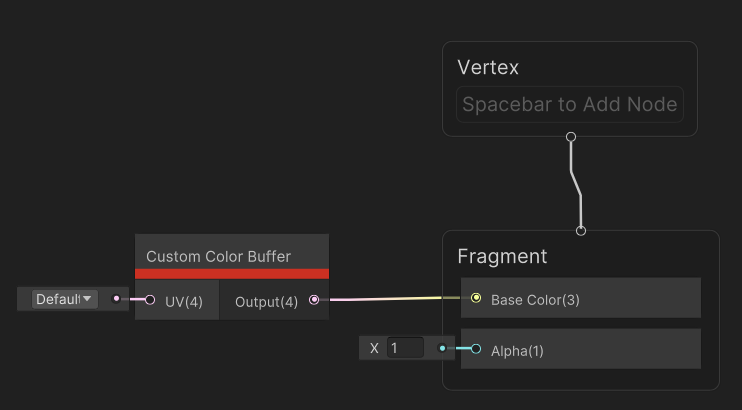 Vertex
Spacebar to Add Node
Custom Color Buffer
Default
UV(4)
Output(4)
Fragment
Base Color(3)
X 1
Alpha(1)